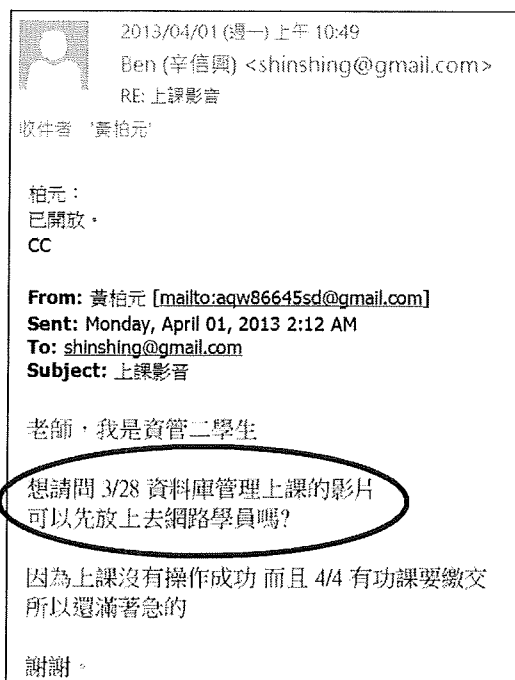 2013/04/01 (週一) 上午 10:49
Ben (辛信興) <shinshing@gmail.com>
RE: 上課影音
收件者 '黃柏元'
柏元：
已開放。
CC
From: 黃柏元 [mailto:aqw86645sd@gmail.com]
Sent: Monday, April 01, 2013 2:12 AM
To: shinshing@gmail.com
Subject: 上課影音
老師，我是資管二學生
想請問 3/28 資料庫管理上課的影片
可以先放上去網路學員嗎?
因為上課沒有操作成功 而且 4/4 有功課要繳交
所以還滿著急的
謝謝。